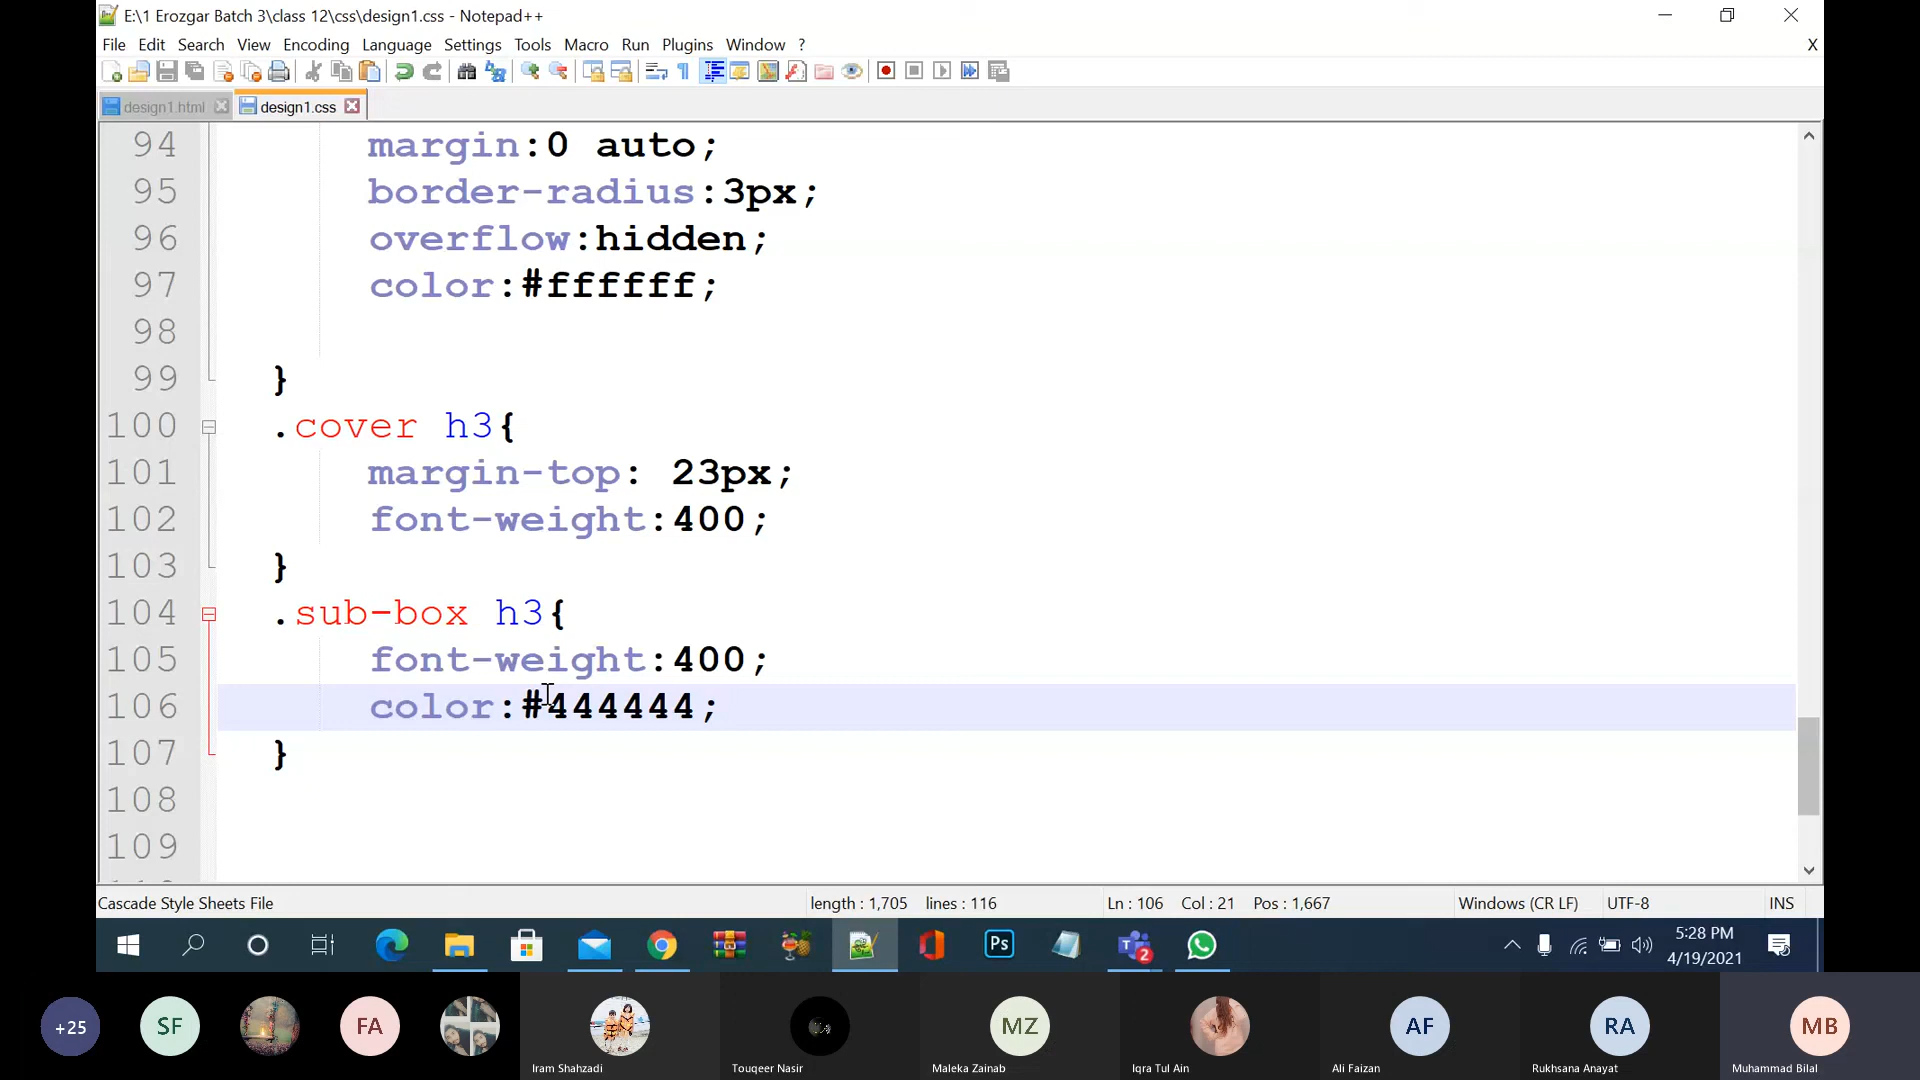 E:\1 Erozgar Batch 3\class 12\css\design1.css - Notepad++
File Edit Search View Encoding Language Settings Tools Macro Run Plugins Window ? X
design1.html design1.css
94 margin:0 auto;
95 border-radius:3px;
96 overflow:hidden;
97 color:#ffffff;
98
99 }
100 .cover h3{
101 margin-top: 23px;
102 font-weight:400;
103 }
104 .sub-box h3{
105 font-weight:400;
106 color:#444444;
107 }
108
109
Cascade Style Sheets File length : 1,705 lines : 116 Ln : 106 Col : 21 Pos : 1,667 Windows (CR LF) UTF-8 INS
Ps
2
5:28 PM
4/19/2021
+25 SF FA MZ AF RA MB
Iram Shahzadi Touqeer Nasir Maleka Zainab Iqra Tul Ain Ali Faizan Rukhsana Anayat Muhammad Bilal